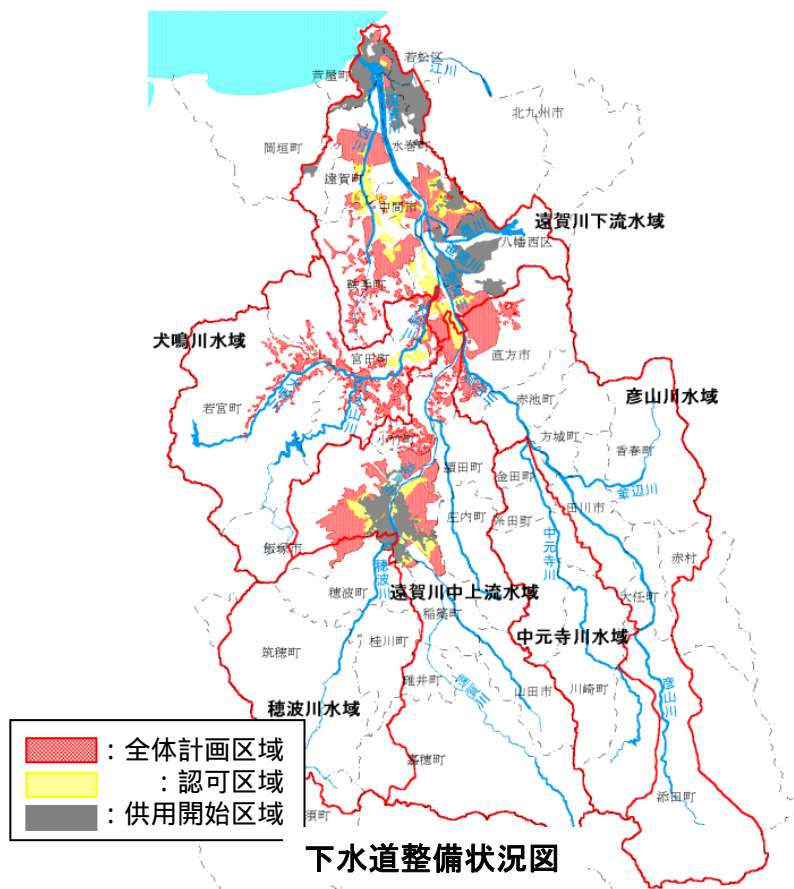 若松区
江川
芦屋町
北九州市
岡垣町
水巻町
遠賀町
中間市
遠賀川下流水域
八幡西区
鞍手町
犬鳴川水域
宮田町
直方市
若宮町
赤池町
彦山川水域
方城町
香春町
小竹町
頴田町
金田町
金辺川
田川市
庄内町
糸田町
中元寺川
飯塚市
赤村
穂波川
穂波町
遠賀川中上流水域
大任町
稲築町
中元寺川水域
筑穂町
桂川町
碓井町
山田市
川崎町
彦山川
穂波川水域
嘉穂町
添田町
須町
:全体計画区域
:認可区域
:供用開始区域
下水道整備状況図